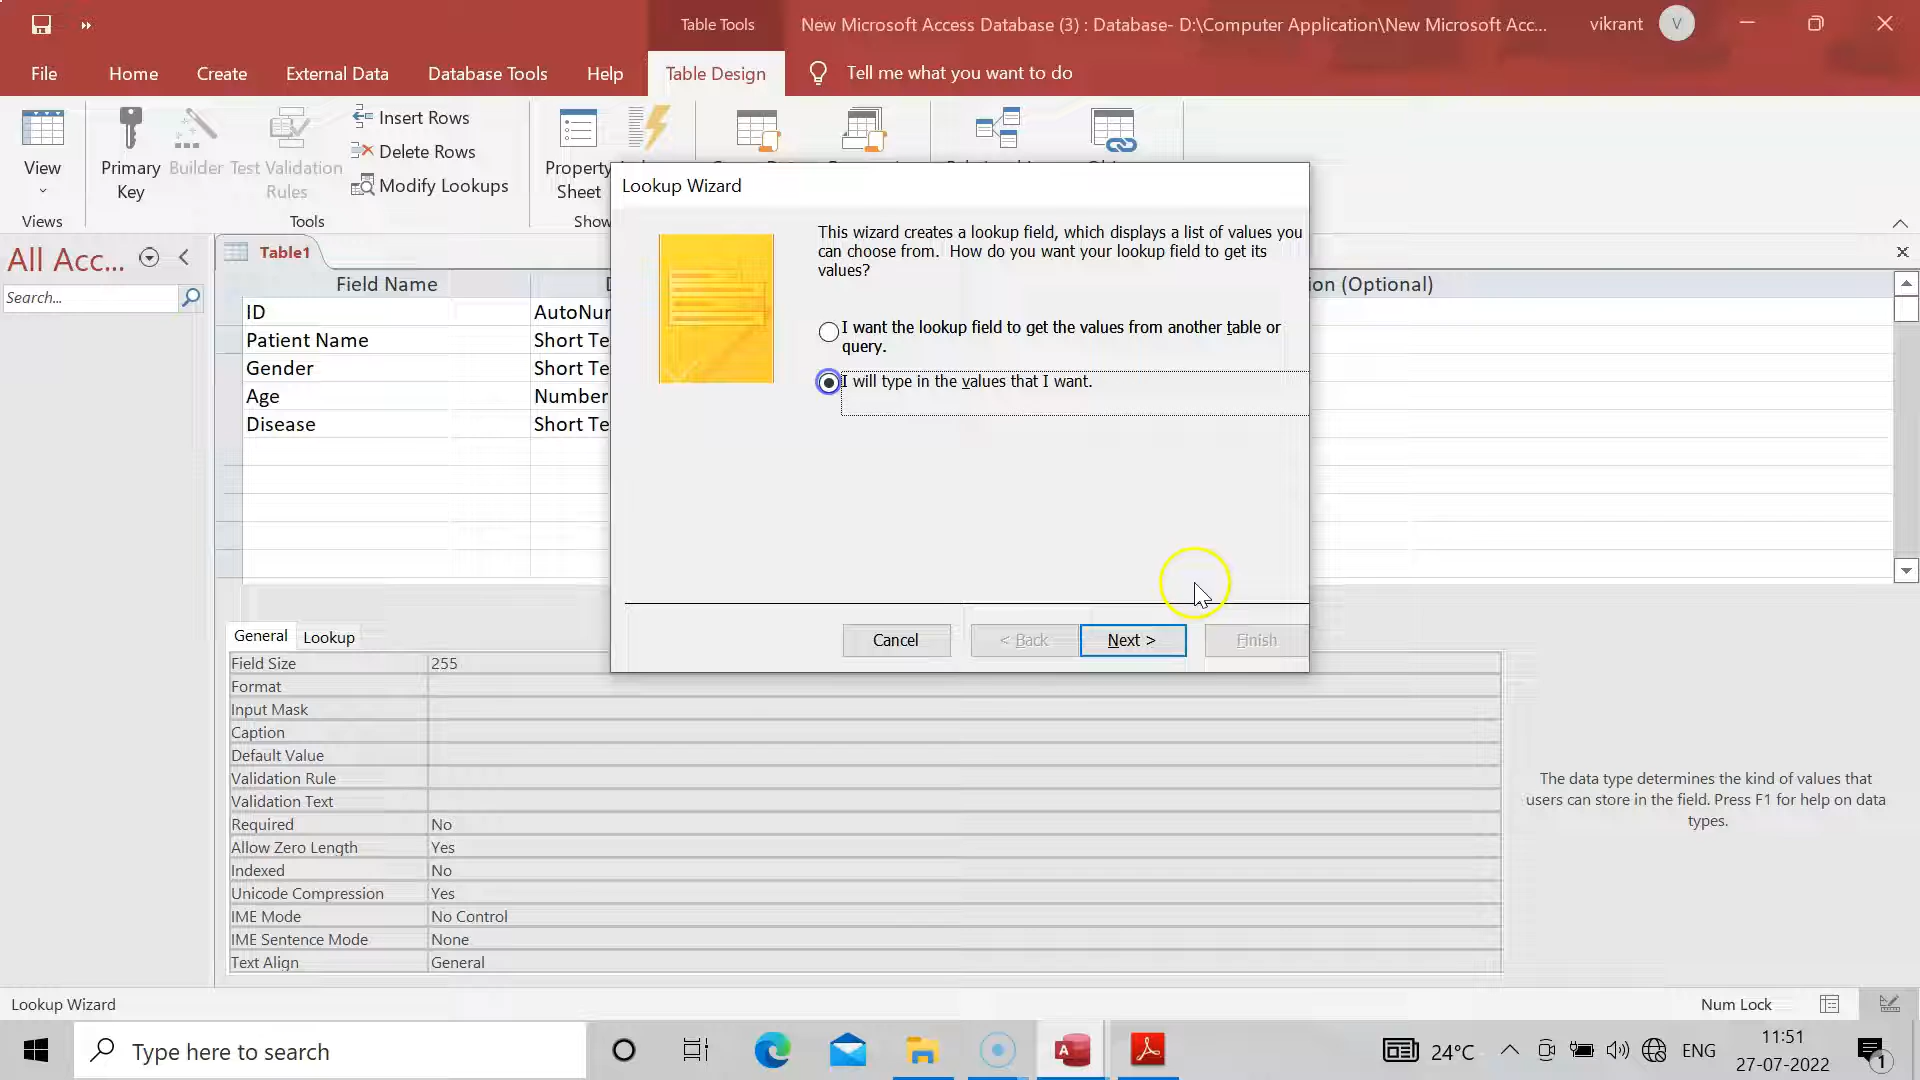 Table Tools
New Microsoft Access Database (3) : Database- D:\Computer Application\New Microsoft Acc...
vikrant
V
File
Home
Create
External Data
Database Tools
Help
Table Design
Tell me what you want to do
View
Primary
Key
Builder
Test Validation
Rules
Insert Rows
Delete Rows
Modify Lookups
Property
Sheet
Views
Tools
Show
All Acc...
Search...
Table1
Field Name
ion (Optional)
ID
AutoNum
Patient Name
Short Te
Gender
Short Te
Age
Number
Disease
Short Te
Lookup Wizard
This wizard creates a lookup field, which displays a list of values you
can choose from. How do you want your lookup field to get its
values?
I want the lookup field to get the values from another table or
query.
I will type in the values that I want.
Cancel
< Back
Next >
Finish
General
Lookup
Field Size
255
Format
Input Mask
Caption
Default Value
Validation Rule
Validation Text
Required
No
Allow Zero Length
Yes
Indexed
No
Unicode Compression
Yes
IME Mode
No Control
IME Sentence Mode
None
Text Align
General
The data type determines the kind of values that
users can store in the field. Press F1 for help on data
types.
Lookup Wizard
Num Lock
Type here to search
A
24°C
ENG
11:51
27-07-2022
1